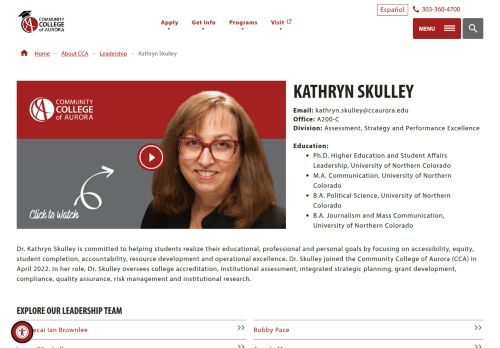 COMMUNITY
COLLEGE
of AURORA
Apply
Get Info
Programs
Visit
Español
303-360-4700
MENU
Home
About CCA
Leadership
Kathryn Skulley
COMMUNITY
COLLEGE
of AURORA
Click to Watch
KATHRYN SKULLEY
Email: kathryn.skulley@ccaurora.edu
Office: A200-C
Division: Assessment, Strategy and Performance Excellence
Education:
Ph.D. Higher Education and Student Affairs
Leadership, University of Northern Colorado
M.A. Communication, University of Northern
Colorado
B.A. Political Science, University of Northern
Colorado
B.A. Journalism and Mass Communication,
University of Northern Colorado
Dr. Kathryn Skulley is committed to helping students realize their educational, professional and personal goals by focusing on accessibility, equity,
student completion, accountability, resource development and operational excellence. Dr. Skulley joined the Community College of Aurora (CCA) in
April 2022. In her role, Dr. Skulley oversees college accreditation, institutional assessment, integrated strategic planning, grant development,
compliance, quality assurance, risk management and institutional research.
EXPLORE OUR LEADERSHIP TEAM
ecai Ian Brownlee
Bobby Pace